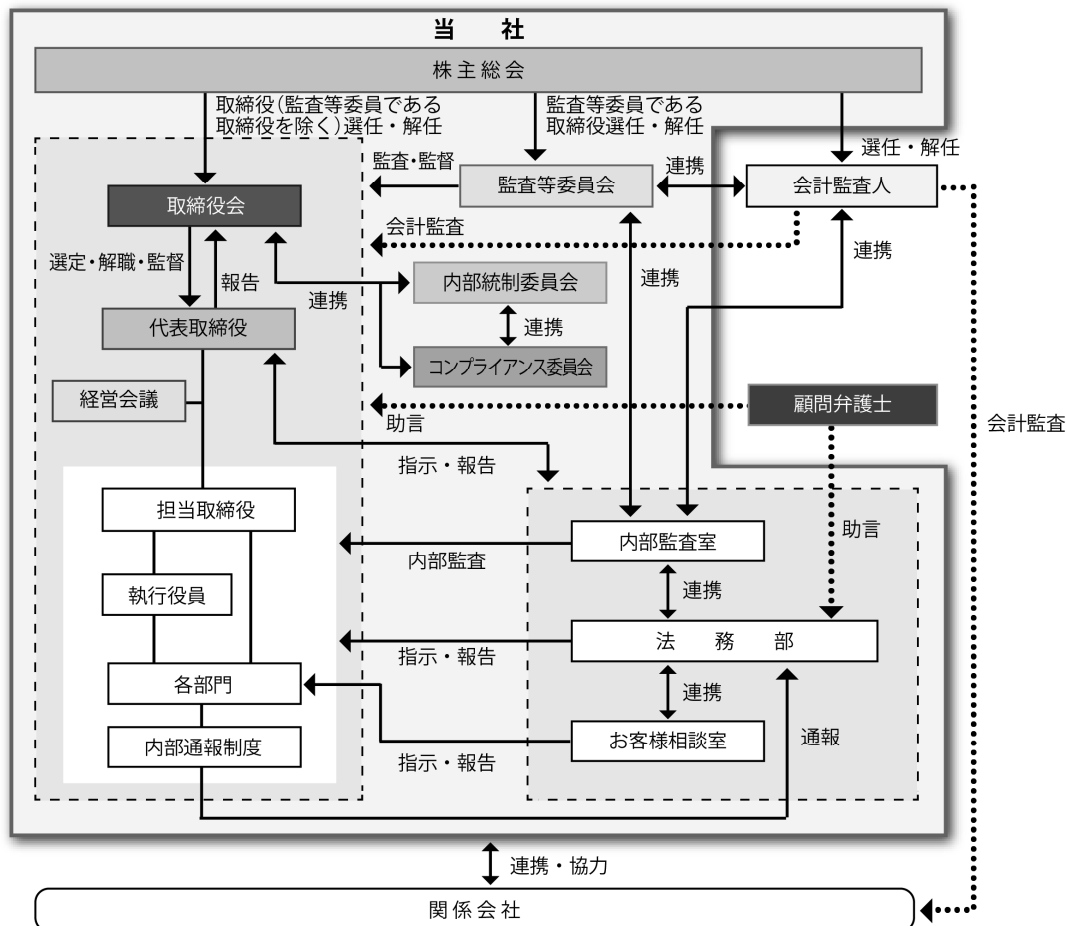 当　社
株主総会
取締役（監査等委員である
取締役を除く）選任・解任
監査等委員である
取締役選任・解任
選任・解任
監査・監督
監査等委員会
連携
会計監査人
取締役会
会計監査
連携
連携
選定・解職・監督
報告
連携
内部統制委員会
代表取締役
連携
コンプライアンス委員会
経営会議
顧問弁護士
助言
会計監査
指示・報告
担当取締役
内部監査室
助言
内部監査
執行役員
連携
法　務　部
指示・報告
各部門
連携
お客様相談室
通報
内部通報制度
指示・報告
連携・協力
関係会社